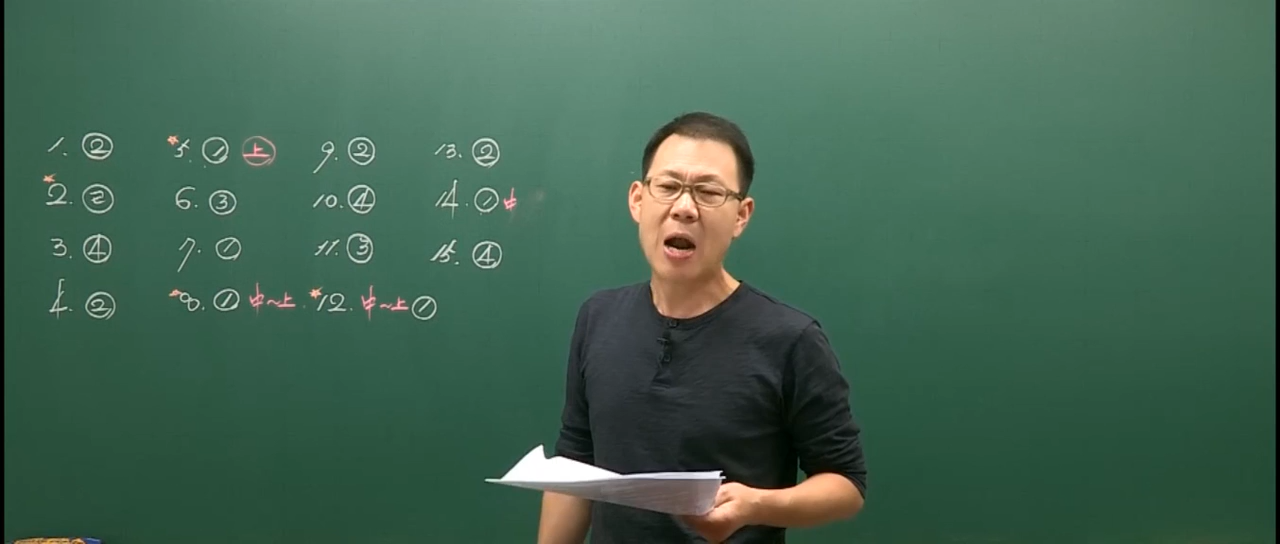 1. ② *5. ① ㊤ 9. ② 13. ②
*2. ② 6. ③ 10. ④ 14. ① 中
3. ④ 7. ① 11. ③ 15. ④
4. ② *8. ① 中~上 *12. 中~上 ①